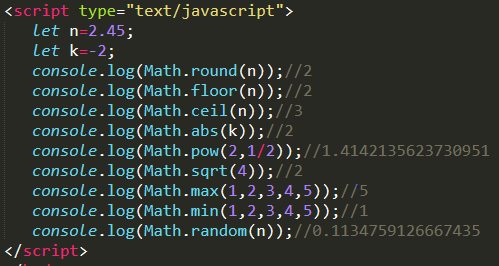 <script type="text/javascript">
let n=2.45;
let k=-2;
console.log(Math.round(n));//2
console.log(Math.floor(n));//2
console.log(Math.ceil(n));//3
console.log(Math.abs(k));//2
console.log(Math.pow(2,1/2));//1.4142135623730951
console.log(Math.sqrt(4));//2
console.log(Math.max(1,2,3,4,5));//5
console.log(Math.min(1,2,3,4,5));//1
console.log(Math.random(n));//0.1134759126667435
</script>